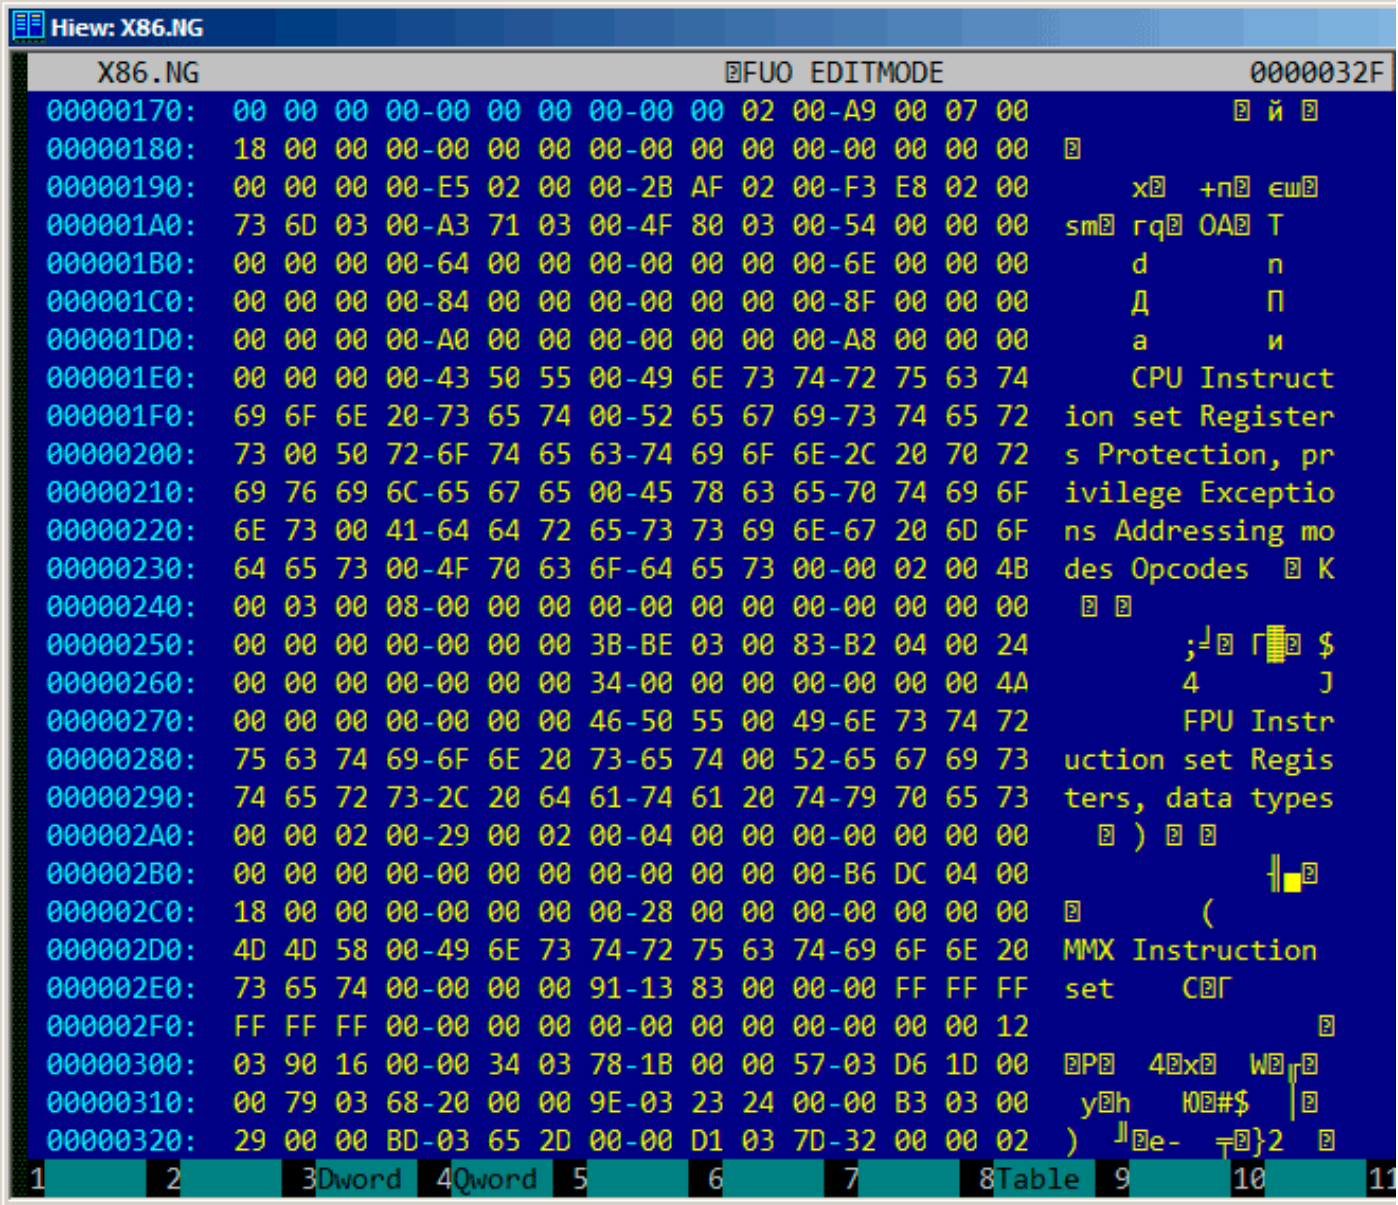 Hiew: X86.NG
X86.NG FUO EDITMODE 0000032F
00000170: 00 00 00 00-00 00 00 00-00 00 02 00-A9 00 07 00 й
00000180: 18 00 00 00-00 00 00 00-00 00 00 00-00 00 00 00
00000190: 00 00 00 00-E5 02 00 00-2B AF 02 00-F3 E8 02 00 х +п єш
000001A0: 73 6D 03 00-A3 71 03 00-4F 80 03 00-54 00 00 00 sm гq OА T
000001B0: 00 00 00 00-64 00 00 00-00 00 00 00-6E 00 00 00 d n
000001C0: 00 00 00 00-84 00 00 00-00 00 00 00-8F 00 00 00 Д П
000001D0: 00 00 00 00-A0 00 00 00-00 00 00 00-A8 00 00 00 а и
000001E0: 00 00 00 00-43 50 55 00-49 6E 73 74-72 75 63 74 CPU Instruct
000001F0: 69 6F 6E 20-73 65 74 00-52 65 67 69-73 74 65 72 ion set Register
00000200: 73 00 50 72-6F 74 65 63-74 69 6F 6E-2C 20 70 72 s Protection, pr
00000210: 69 76 69 6C-65 67 65 00-45 78 63 65-70 74 69 6F ivilege Exceptio
00000220: 6E 73 00 41-64 64 72 65-73 73 69 6E-67 20 6D 6F ns Addressing mo
00000230: 64 65 73 00-4F 70 63 6F-64 65 73 00-00 02 00 4B des Opcodes K
00000240: 00 03 00 08-00 00 00 00-00 00 00 00-00 00 00 00
00000250: 00 00 00 00-00 00 00 3B-BE 03 00 83-B2 04 00 24 ;╛ Г▓ $
00000260: 00 00 00 00-00 00 00 34-00 00 00 00-00 00 00 4A 4 J
00000270: 00 00 00 00-00 00 00 46-50 55 00 49-6E 73 74 72 FPU Instr
00000280: 75 63 74 69-6F 6E 20 73-65 74 00 52-65 67 69 73 uction set Regis
00000290: 74 65 72 73-2C 20 64 61-74 61 20 74-79 70 65 73 ters, data types
000002A0: 00 00 02 00-29 00 02 00-04 00 00 00-00 00 00 00 )
000002B0: 00 00 00 00-00 00 00 00-00 00 00 00-B6 DC 04 00 ╢▄
000002C0: 18 00 00 00-00 00 00 00-28 00 00 00-00 00 00 00 (
000002D0: 4D 4D 58 00-49 6E 73 74-72 75 63 74-69 6F 6E 20 MMX Instruction
000002E0: 73 65 74 00-00 00 00 91-13 83 00 00-00 FF FF FF set С Г
000002F0: FF FF FF 00-00 00 00 00-00 00 00 00-00 00 00 12
00000300: 03 90 16 00-00 34 03 78-1B 00 00 57-03 D6 1D 00 Р 4 x W ╓
00000310: 00 79 03 68-20 00 00 9E-03 23 24 00-00 B3 03 00 y h Ю #$ │
00000320: 29 00 00 BD-03 65 2D 00-00 D1 03 7D-32 00 00 02 ) ╜ e- ╤ }2
1 2 3Dword 4Qword 5 6 7 8Table 9 10 11